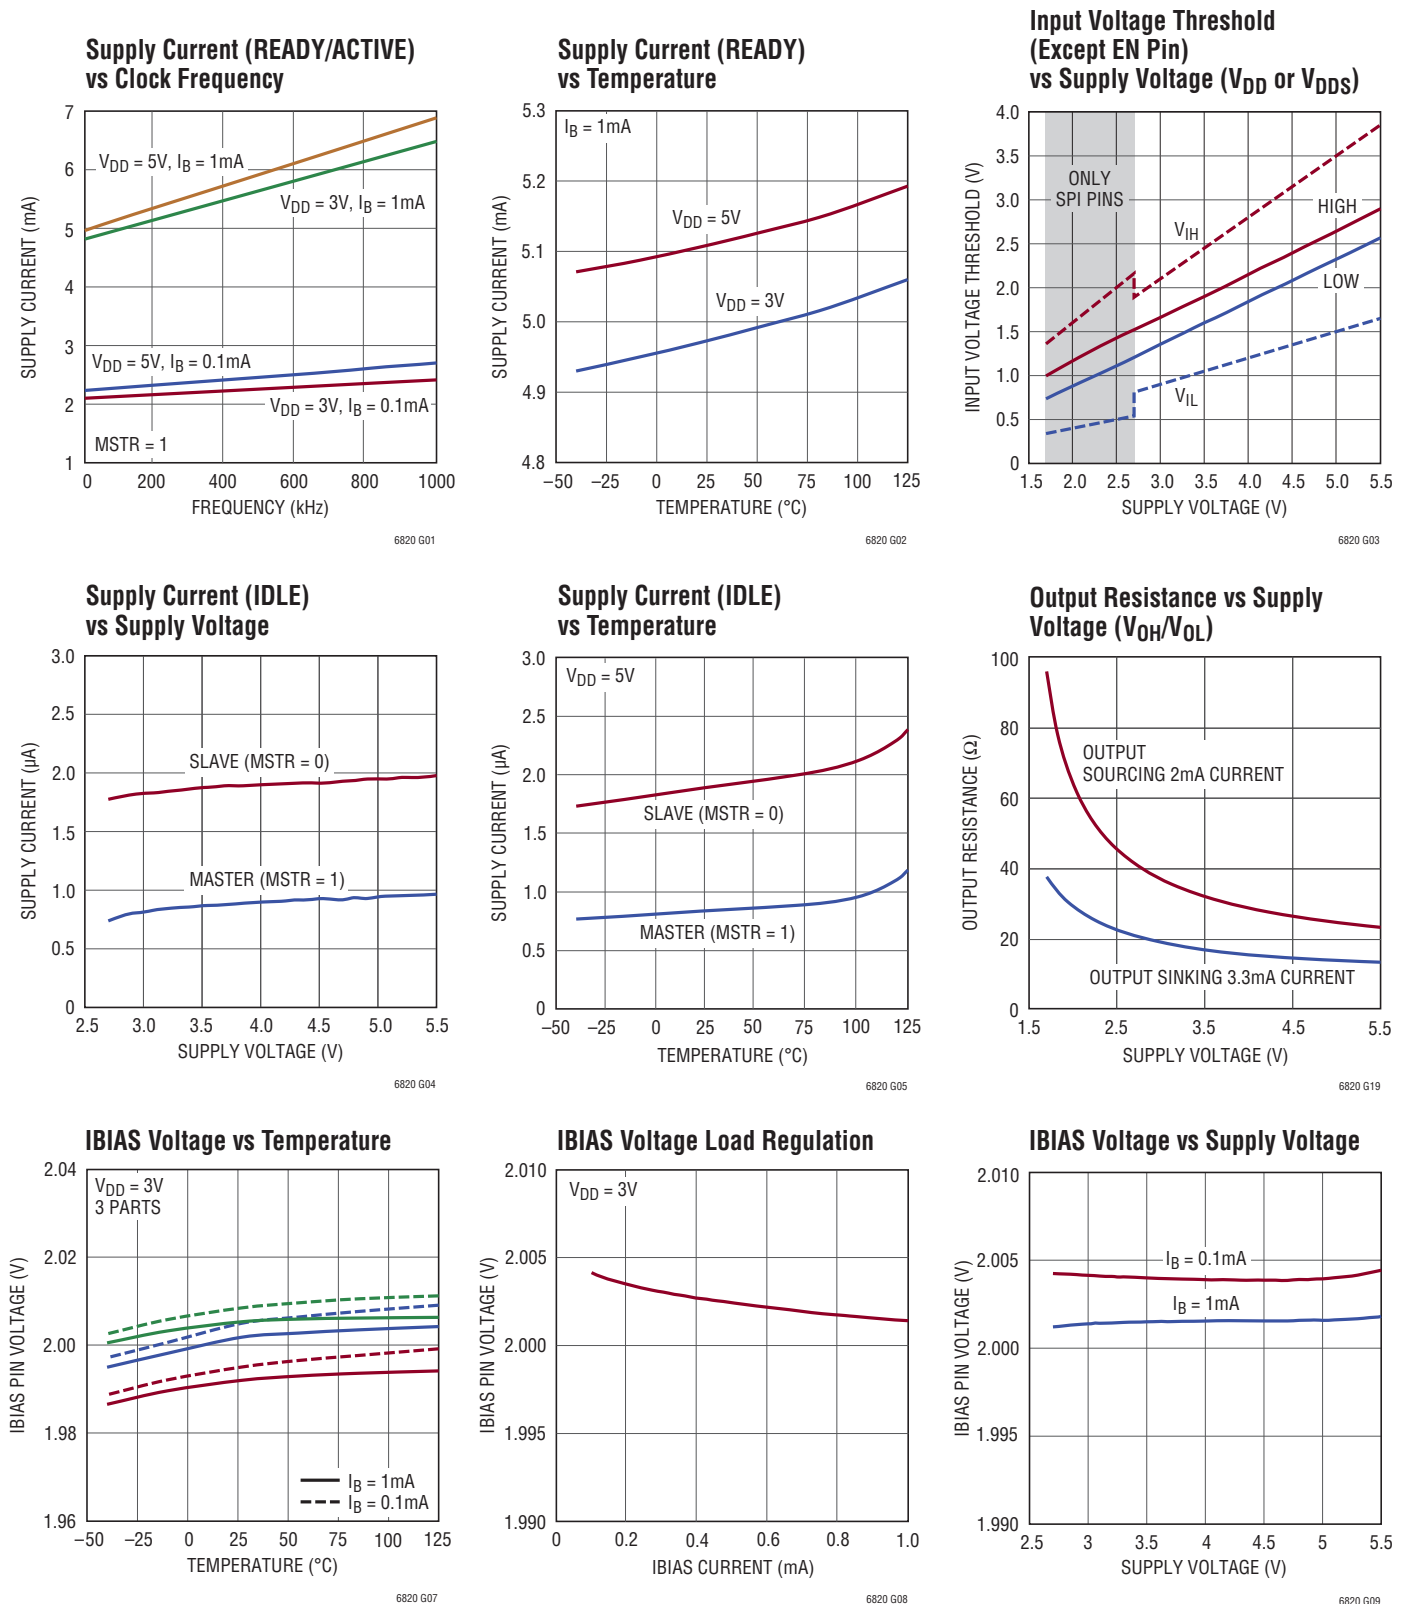 Supply Current (READY/ACTIVE)
vs Clock Frequency
7
6
5
4
3
2
1
SUPPLY CURRENT (mA)
VDD = 5V, IB = 1mA
VDD = 3V, IB = 1mA
VDD = 5V, IB = 0.1mA
VDD = 3V, IB = 0.1mA
MSTR = 1
0 200 400 600 800 1000
FREQUENCY (kHz)
6820 G01
Supply Current (READY)
vs Temperature
5.3
5.2
5.1
5.0
4.9
4.8
SUPPLY CURRENT (mA)
IB = 1mA
VDD = 5V
VDD = 3V
–50 –25 0 25 50 75 100 125
TEMPERATURE (°C)
6820 G02
Input Voltage Threshold
(Except EN Pin)
vs Supply Voltage (VDD or VDDS)
4.0
3.5
3.0
2.5
2.0
1.5
1.0
0.5
0
INPUT VOLTAGE THRESHOLD (V)
ONLY
SPI PINS
HIGH
VIH
LOW
VIL
1.5 2.0 2.5 3.0 3.5 4.0 4.5 5.0 5.5
SUPPLY VOLTAGE (V)
6820 G03
Supply Current (IDLE)
vs Supply Voltage
3.0
2.5
2.0
1.5
1.0
0.5
0
SUPPLY CURRENT (µA)
SLAVE (MSTR = 0)
MASTER (MSTR = 1)
2.5 3.0 3.5 4.0 4.5 5.0 5.5
SUPPLY VOLTAGE (V)
6820 G04
Supply Current (IDLE)
vs Temperature
3.0
2.5
2.0
1.5
1.0
0.5
0
SUPPLY CURRENT (µA)
VDD = 5V
SLAVE (MSTR = 0)
MASTER (MSTR = 1)
–50 –25 0 25 50 75 100 125
TEMPERATURE (°C)
6820 G05
Output Resistance vs Supply
Voltage (VOH/VOL)
100
80
60
40
20
0
OUTPUT RESISTANCE (Ω)
OUTPUT
SOURCING 2mA CURRENT
OUTPUT SINKING 3.3mA CURRENT
1.5 2.5 3.5 4.5 5.5
SUPPLY VOLTAGE (V)
6820 G19
IBIAS Voltage vs Temperature
2.04
2.02
2.00
1.98
1.96
IBIAS PIN VOLTAGE (V)
VDD = 3V
3 PARTS
IB = 1mA
IB = 0.1mA
–50 –25 0 25 50 75 100 125
TEMPERATURE (°C)
6820 G07
IBIAS Voltage Load Regulation
2.010
2.005
2.000
1.995
1.990
IBIAS PIN VOLTAGE (V)
VDD = 3V
0 0.2 0.4 0.6 0.8 1.0
IBIAS CURRENT (mA)
6820 G08
IBIAS Voltage vs Supply Voltage
2.010
2.005
2.000
1.995
1.990
IBIAS PIN VOLTAGE (V)
IB = 0.1mA
IB = 1mA
2.5 3 3.5 4 4.5 5 5.5
SUPPLY VOLTAGE (V)
6820 G09